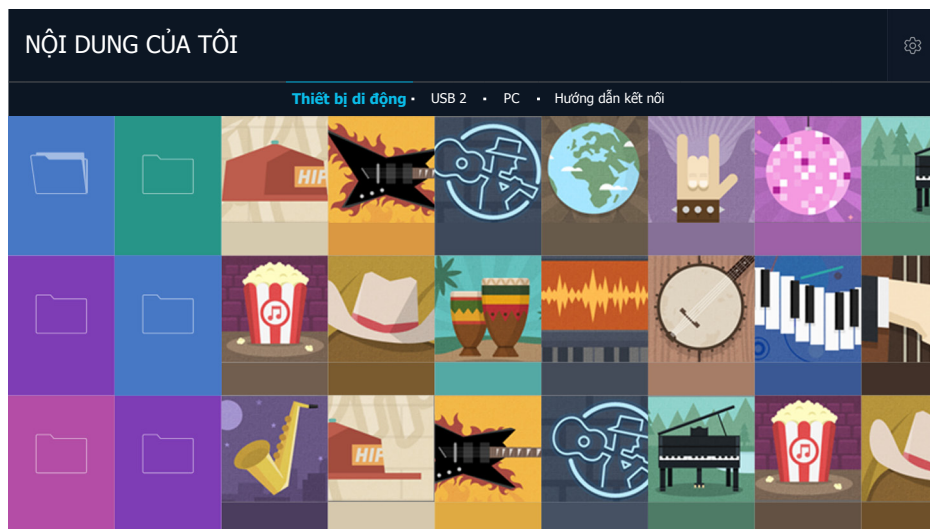 NỘI DUNG CỦA TÔI
Thiết bị di động • USB 2 • PC • Hướng dẫn kết nối
HIP
HIP